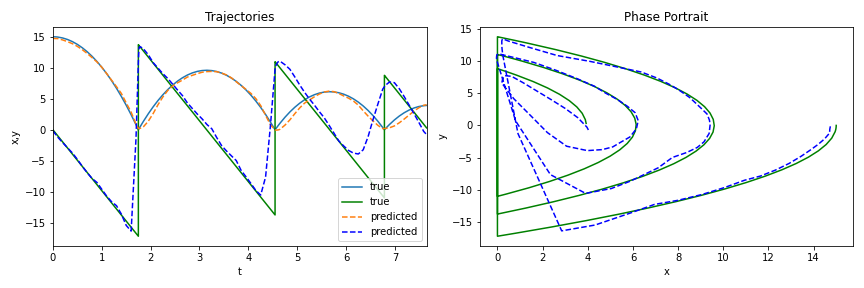 Trajectories
x,y
15
10
5
0
−5
−10
−15
0 1 2 3 4 5 6 7
t
true
true
predicted
predicted
Phase Portrait
y
15
10
5
0
−5
−10
−15
0 2 4 6 8 10 12 14
x